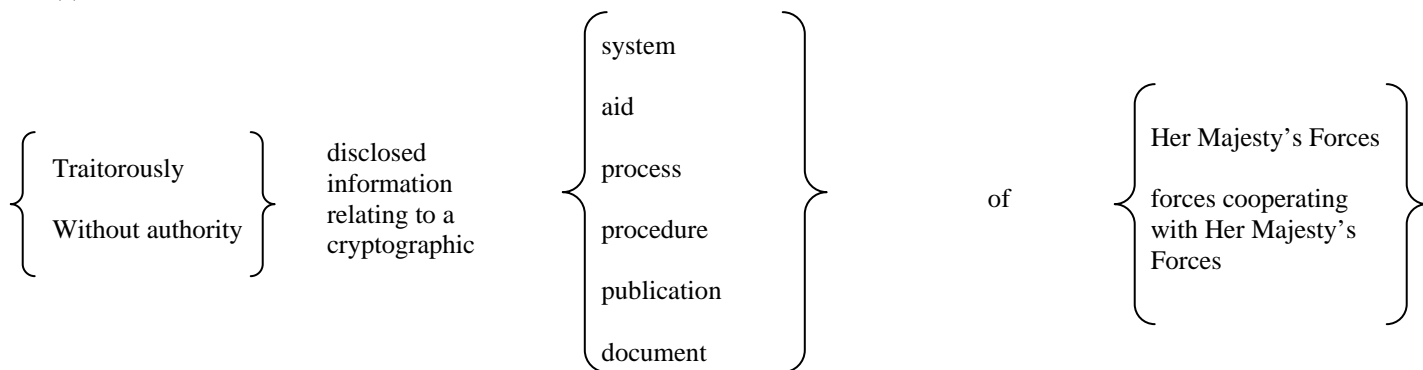 Traitorously
Without authority
disclosed
information
relating to a
cryptographic
system
aid
process
procedure
publication
document
of
Her Majesty’s Forces
forces cooperating
with Her Majesty’s
Forces